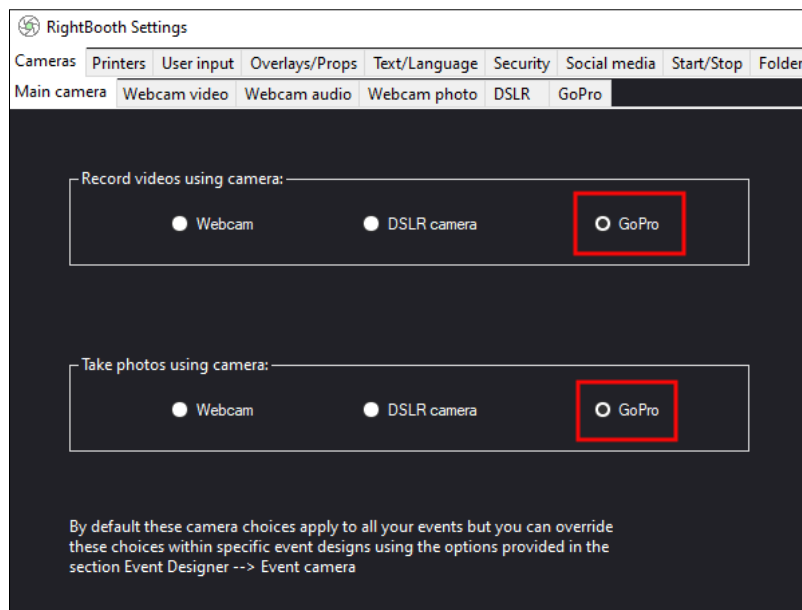 RightBooth Settings
Cameras Printers User input Overlays/Props Text/Language Security Social media Start/Stop Folder
Main camera Webcam video Webcam audio Webcam photo DSLR GoPro
Record videos using camera:
Webcam DSLR camera GoPro
Take photos using camera:
Webcam DSLR camera GoPro
By default these camera choices apply to all your events but you can override
these choices within specific event designs using the options provided in the
section Event Designer --> Event camera